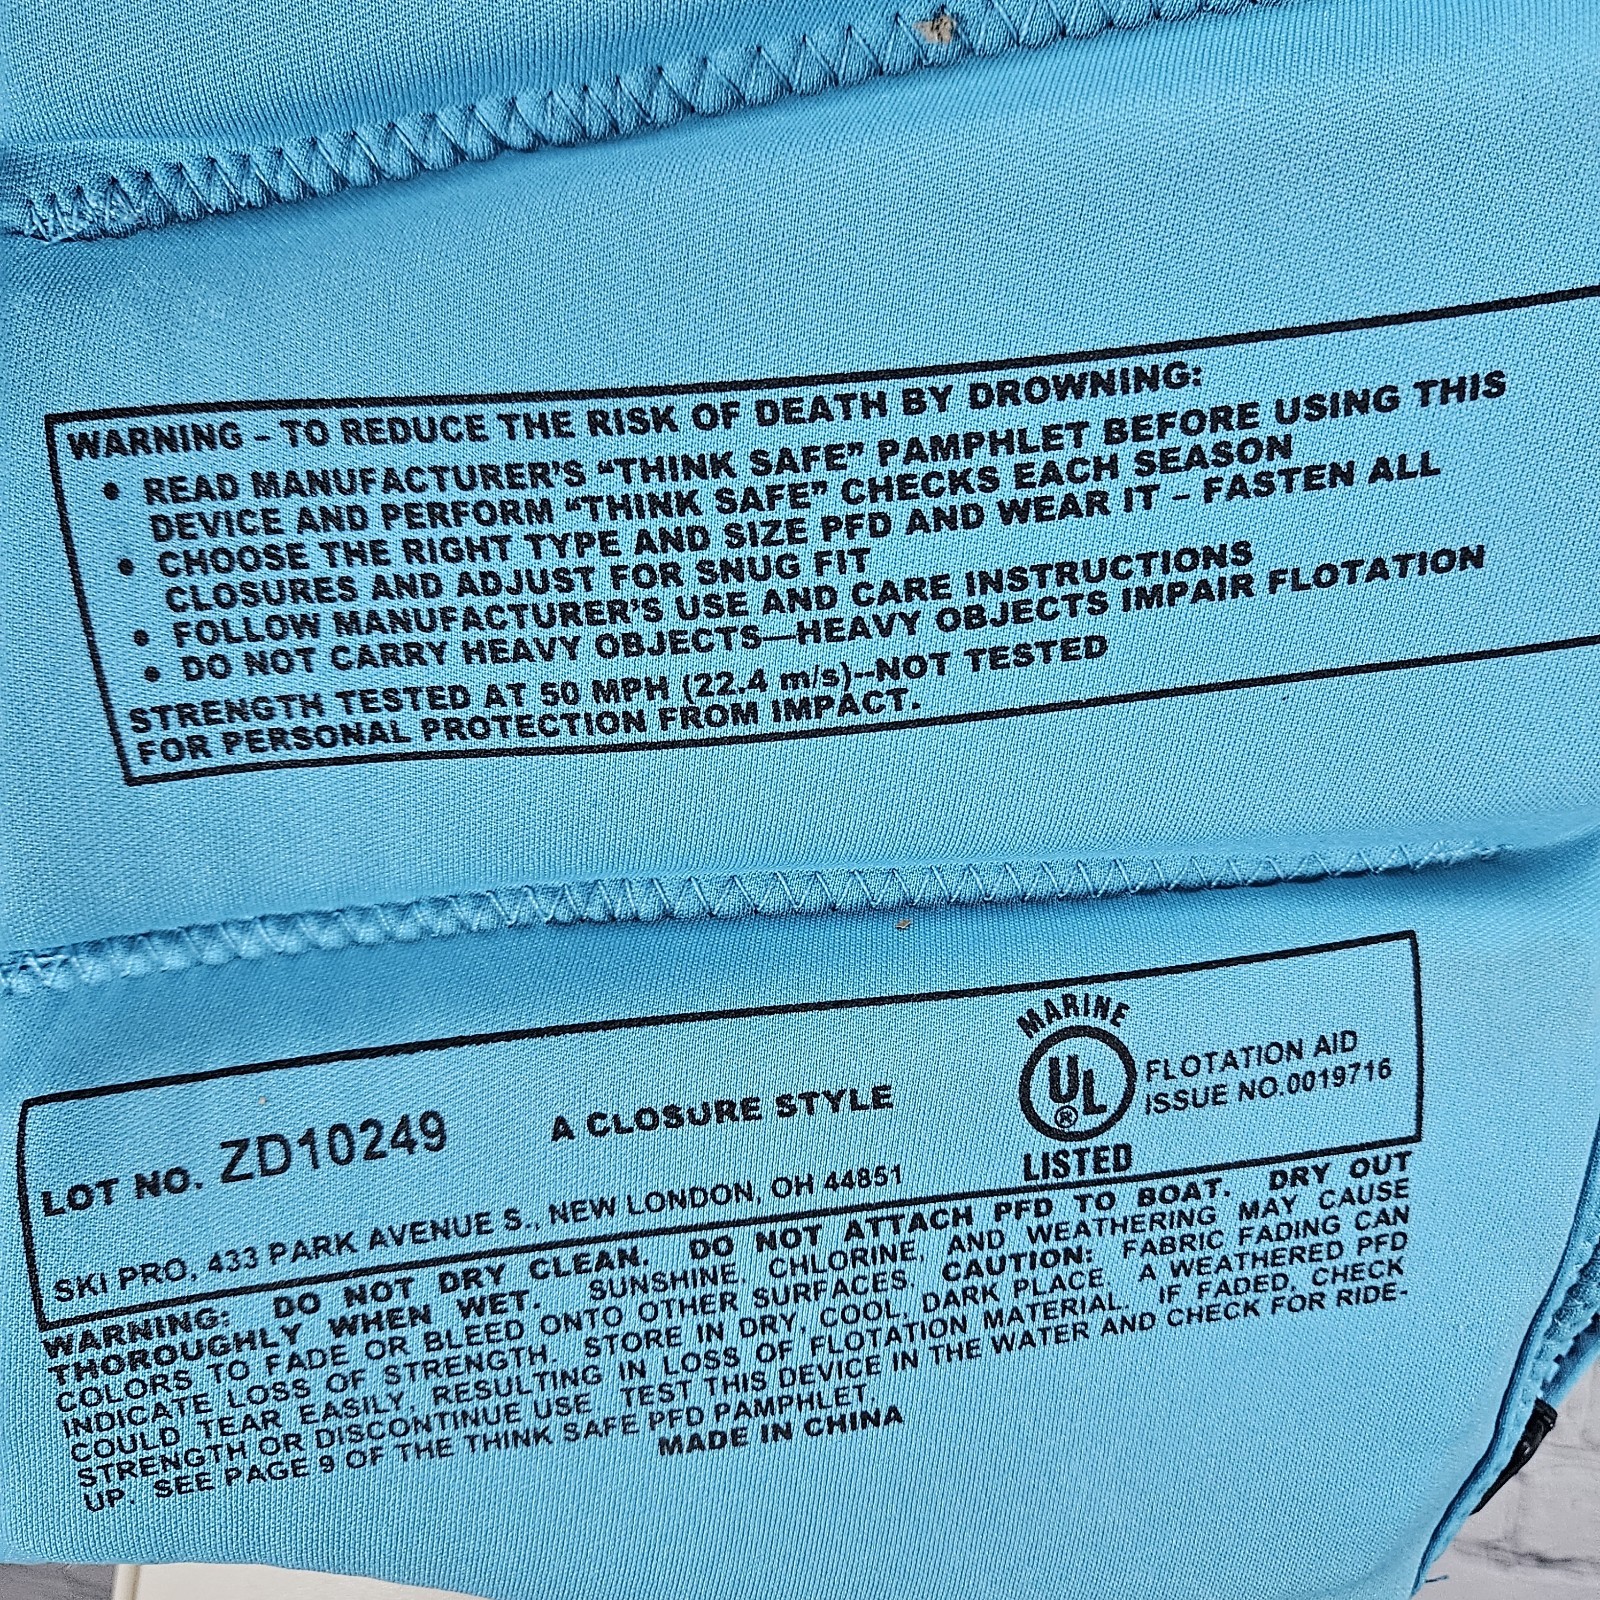 WARNING – TO REDUCE THE RISK OF DEATH BY DROWNING:
• READ MANUFACTURER'S “THINK SAFE” PAMPHLET BEFORE USING THIS
DEVICE AND PERFORM “THINK SAFE” CHECKS EACH SEASON
• CHOOSE THE RIGHT TYPE AND SIZE PFD AND WEAR IT – FASTEN ALL
CLOSURES AND ADJUST FOR SNUG FIT
• FOLLOW MANUFACTURER'S USE AND CARE INSTRUCTIONS
• DO NOT CARRY HEAVY OBJECTS—HEAVY OBJECTS IMPAIR FLOTATION
STRENGTH TESTED AT 50 MPH (22.4 m/s)–NOT TESTED
FOR PERSONAL PROTECTION FROM IMPACT.
LOT NO. ZD10249
A CLOSURE STYLE
MARINE
UL®
LISTED
FLOTATION AID
ISSUE NO.0019716
SKI PRO, 433 PARK AVENUE S., NEW LONDON, OH 44851
WARNING: DO NOT DRY CLEAN. DO NOT ATTACH PFD TO BOAT. DRY OUT
THOROUGHLY WHEN WET. SUNSHINE, CHLORINE, AND WEATHERING MAY CAUSE
COLORS TO FADE OR BLEED ONTO OTHER SURFACES. CAUTION: FABRIC FADING CAN
INDICATE LOSS OF STRENGTH. STORE IN DRY, COOL, DARK PLACE. A WEATHERED PFD
COULD TEAR EASILY, RESULTING IN LOSS OF FLOTATION MATERIAL. IF FADED, CHECK
STRENGTH OR DISCONTINUE USE. TEST THIS DEVICE IN THE WATER AND CHECK FOR RIDE-
UP. SEE PAGE 9 OF THE THINK SAFE PFD PAMPHLET.
MADE IN CHINA